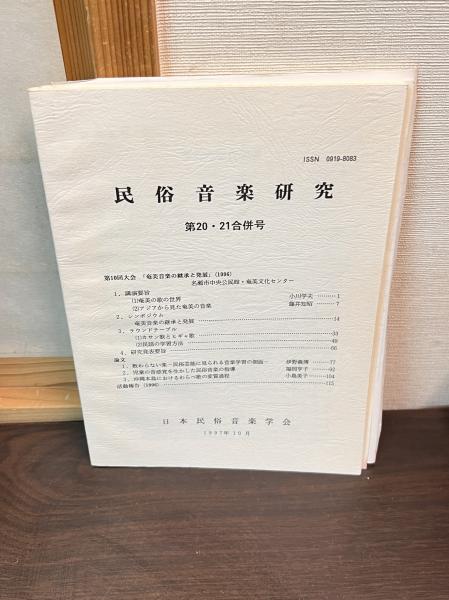 ISSN 0919-8083
民俗音楽研究
第20・21合併号
第10回大会 「奄美音楽の継承と発展」(1996)
名瀬市中央公民館・奄美文化センター
1．講演要旨
(1)奄美の歌の世界 小川学夫 1
(2)アジアから見た奄美の音楽 藤井知昭 7
2．シンポジウム
奄美音楽の継承と発展 14
3．ラウンドテーブル
(1)カサン歌とヒギャ歌 33
(2)民謡の学習方法 49
4．研究発表要旨 66
論文
1．教わらない楽―民俗芸能に見られる音楽学習の側面― 伊野義博 77
2．児童の音感覚を生かした民俗音楽の指導 福岡亨子 92
3．沖縄本島におけるわらべ歌の変質過程 小島美子 104
活動報告(1996) 115
日本民俗音楽学会
1997年10月